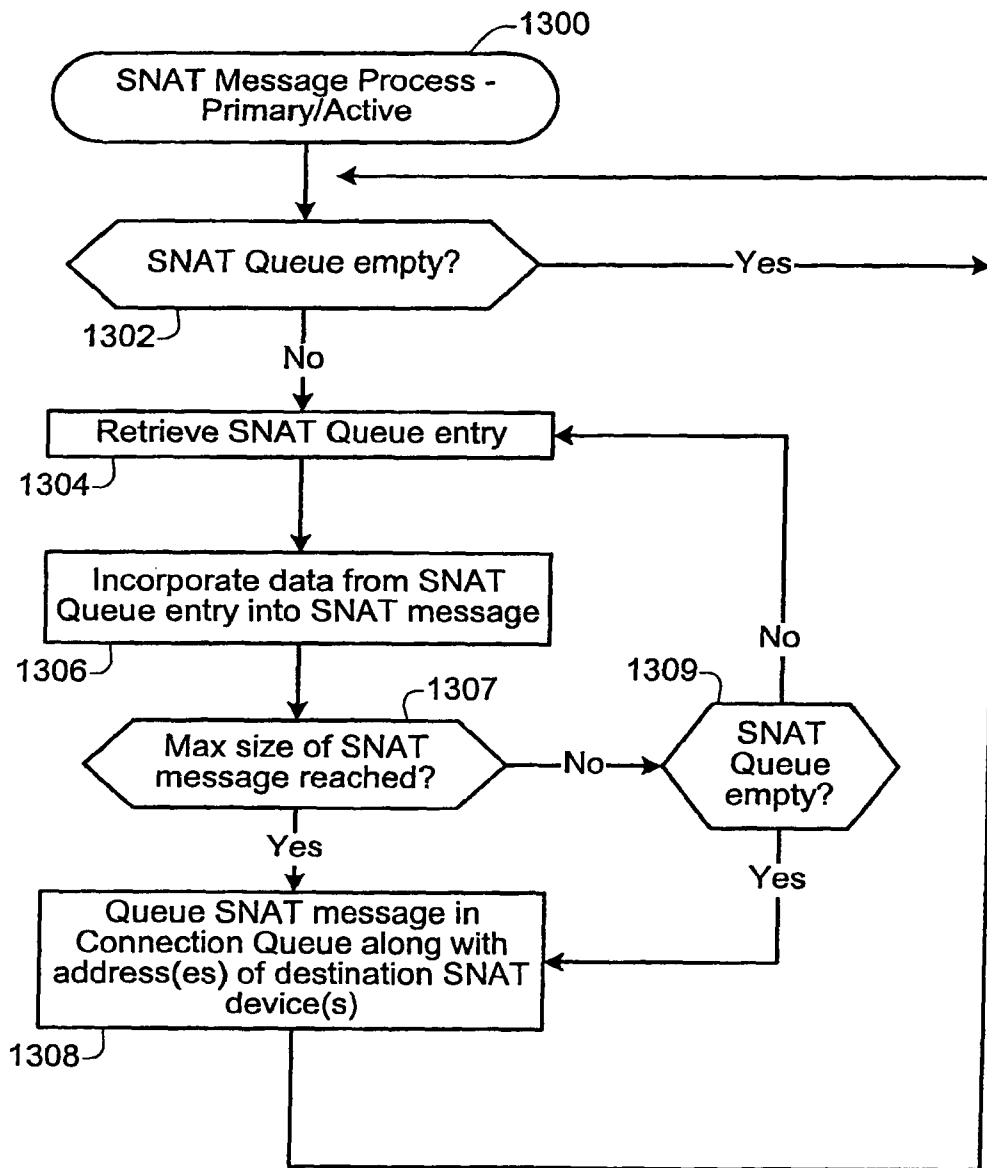 1300
SNAT Message Process -
Primary/Active
SNAT Queue empty?
Yes
1302
No
Retrieve SNAT Queue entry
1304
Incorporate data from SNAT
Queue entry into SNAT message
1306
No
1307
1309
Max size of SNAT
message reached?
No
SNAT
Queue
empty?
Yes
Yes
Queue SNAT message in
Connection Queue along with
address(es) of destination SNAT
device(s)
1308